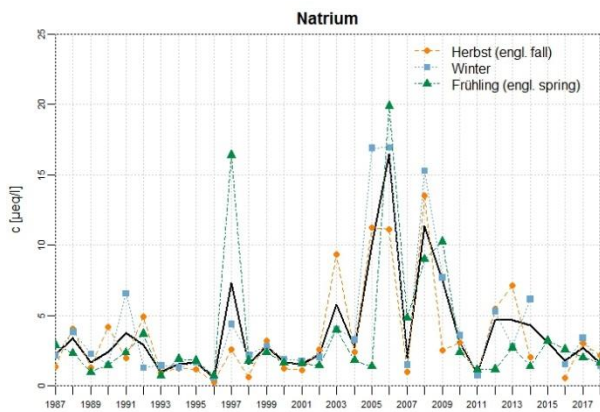 Natrium
25
Herbst (engl. fall)
Winter
Frühling (engl. spring)
20
15
c [µeq/l]
10
5
0
1987 1989 1991 1993 1995 1997 1999 2001 2003 2005 2007 2009 2011 2013 2015 2017